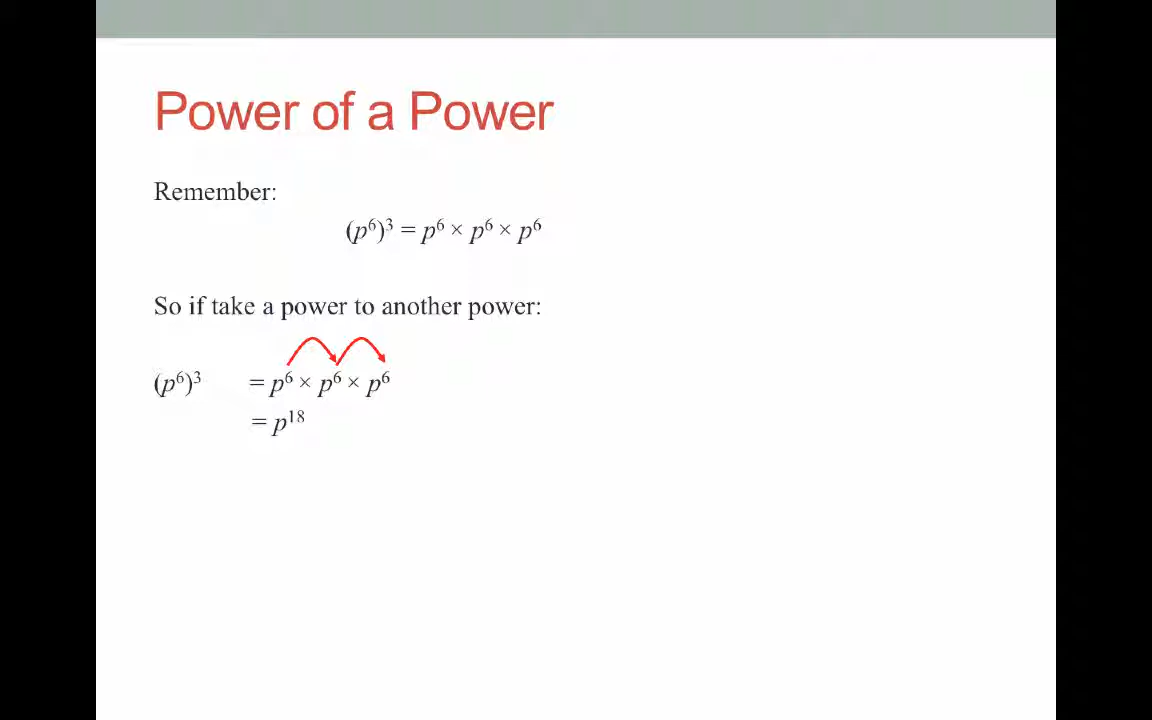 Power of a Power
Remember:
(p⁶)³ = p⁶ × p⁶ × p⁶
So if take a power to another power:
(p⁶)³ = p⁶ × p⁶ × p⁶
= p¹⁸